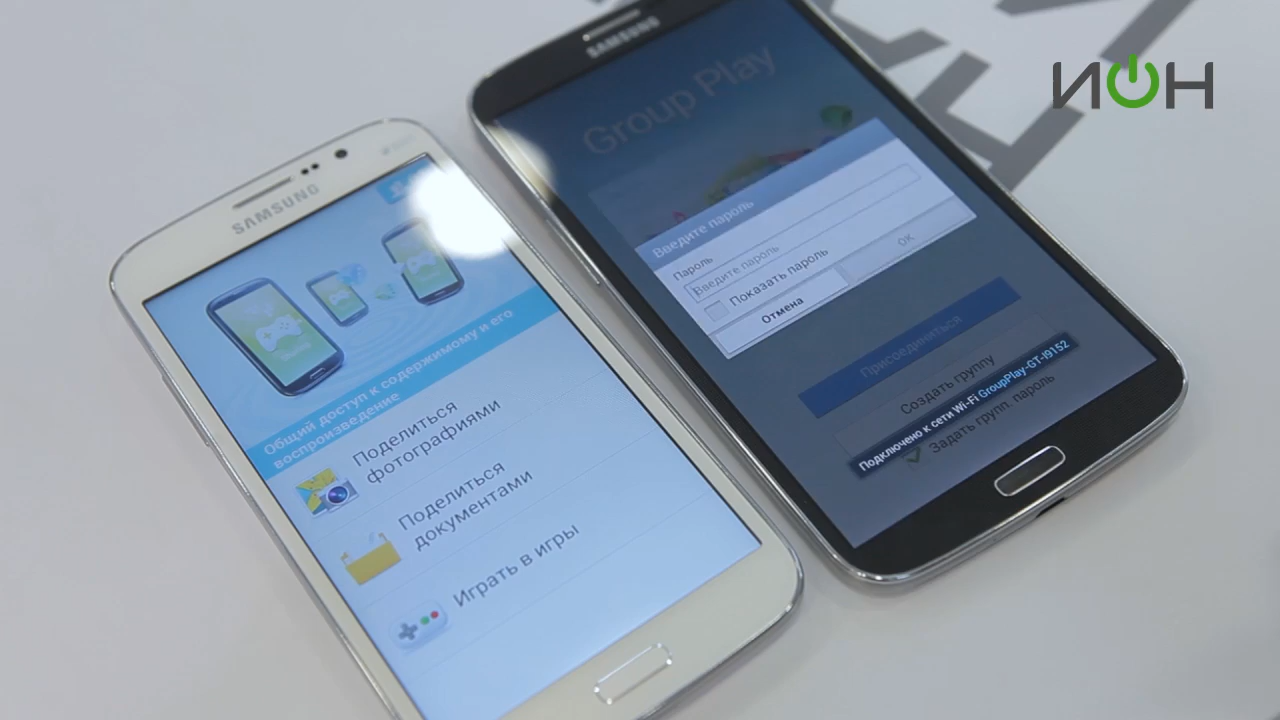 ИОН
SAMSUNG
Общий доступ к содержимому и его
воспроизведение
Поделиться
фотографиями
Поделиться
документами
Играть в игры
SAMSUNG
Group Play
Введите пароль
Пароль
Введите пароль
Показать пароль
Отмена
OK
Присоединиться
Создать группу
Подключено к сети Wi-Fi GroupPlay-GT-I9152
Задать групп. пароль